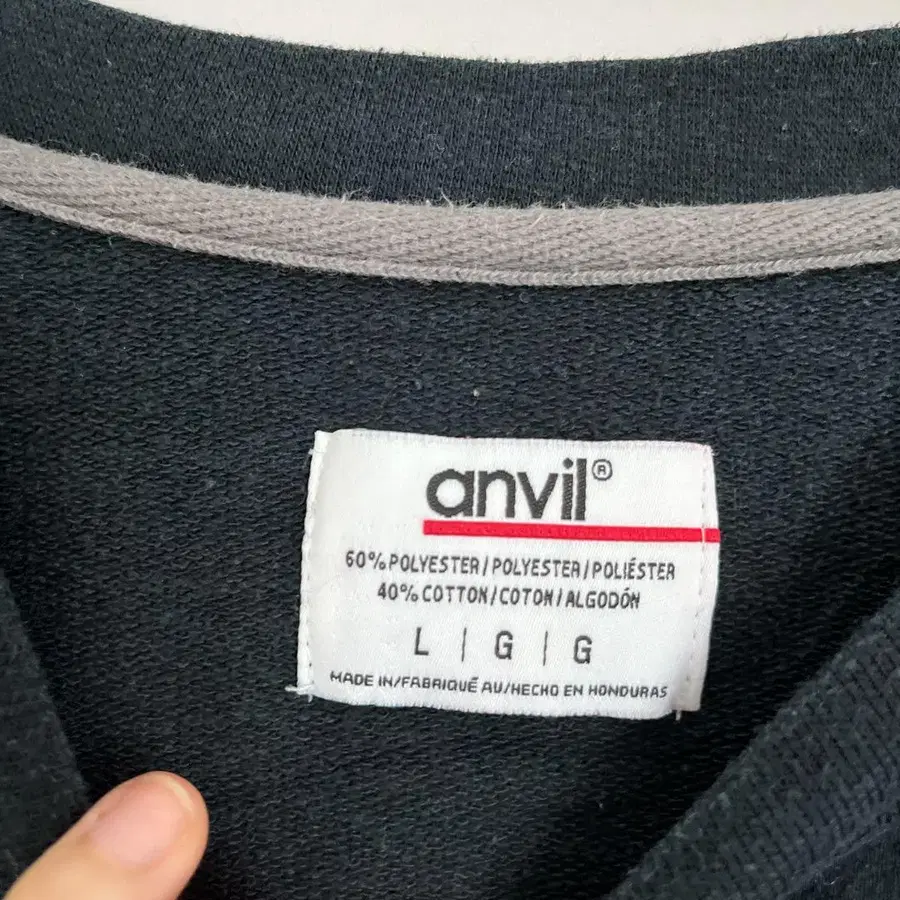 anvil®
60% POLYESTER/POLYESTER/POLIÉSTER
40% COTTON/COTON/ALGODÓN
L | G | G
MADE IN/FABRIQUÉ AU/HECHO EN HONDURAS